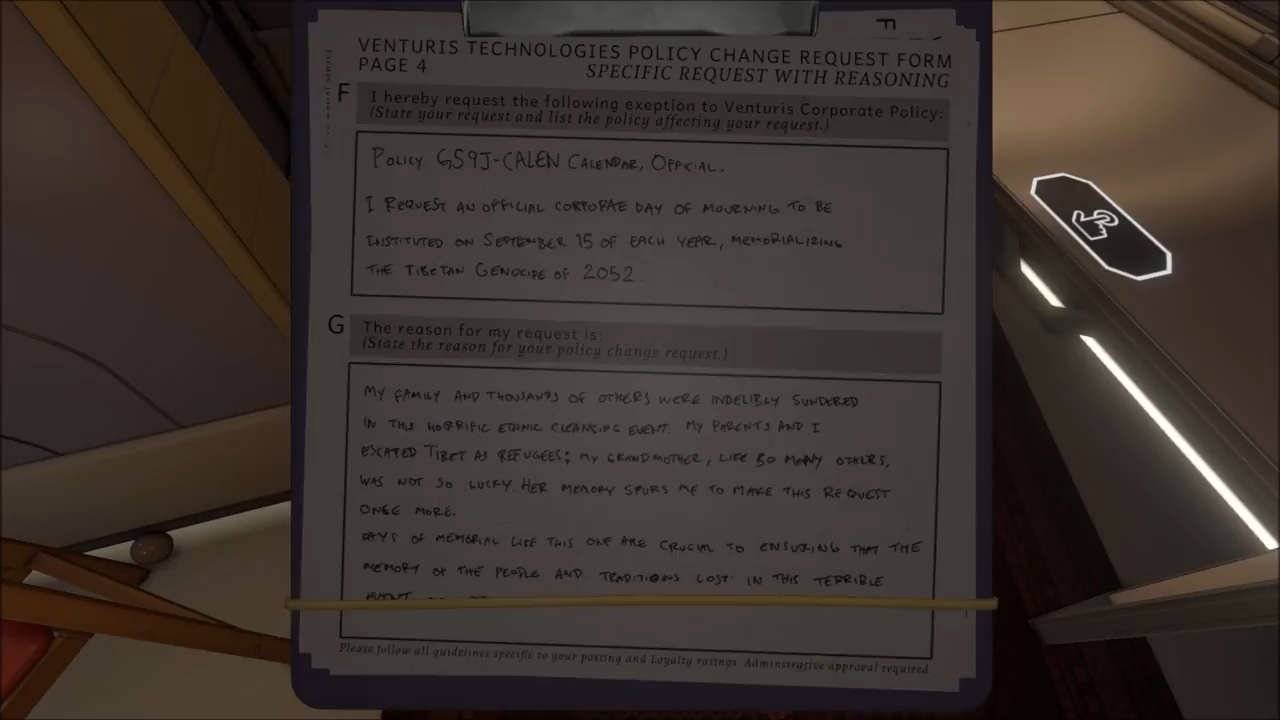 VENTURIS TECHNOLOGIES POLICY CHANGE REQUEST FORM
PAGE 4
SPECIFIC REQUEST WITH REASONING
F
I hereby request the following exeption to Venturis Corporate Policy:
(State your request and list the policy affecting your request.)
POLICY GS9J-CALEN CALENDAR, OFFICIAL.
I REQUEST AN OFFICIAL CORPORATE DAY OF MOURNING TO BE
INSTITUTED ON SEPTEMBER 15 OF EACH YEAR, MEMORIALIZING
THE TIBETAN GENOCIDE OF 2052.
G
The reason for my request is:
(State the reason for your policy change request.)
MY FAMILY AND THOUSANDS OF OTHERS WERE INDELIBLY SUNDERED
IN THIS HORRIFIC ETHNIC CLEANSING EVENT. MY PARENTS AND I
ESCAPED TIBET AS REFUGEES; MY GRANDMOTHER, LIKE SO MANY OTHERS,
WAS NOT SO LUCKY. HER MEMORY SPURS ME TO MAKE THIS REQUEST
ONCE MORE.
DAYS OF MEMORIAL LIKE THIS ONE ARE CRUCIAL TO ENSURING THAT THE
MEMORY OF THE PEOPLE AND TRADITIONS LOST IN THIS TERRIBLE
Please follow all guidelines specific to your posting and Loyalty ratings. Adminstrative approval required.